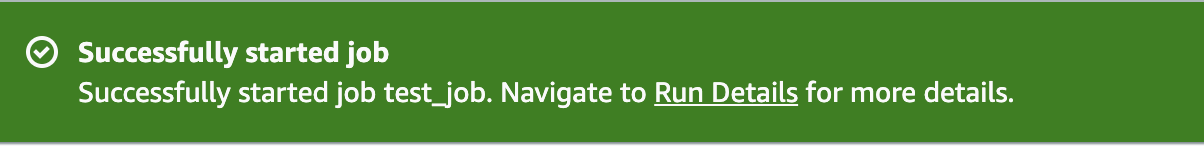 Successfully started job
Successfully started job test_job. Navigate to Run Details for more details.